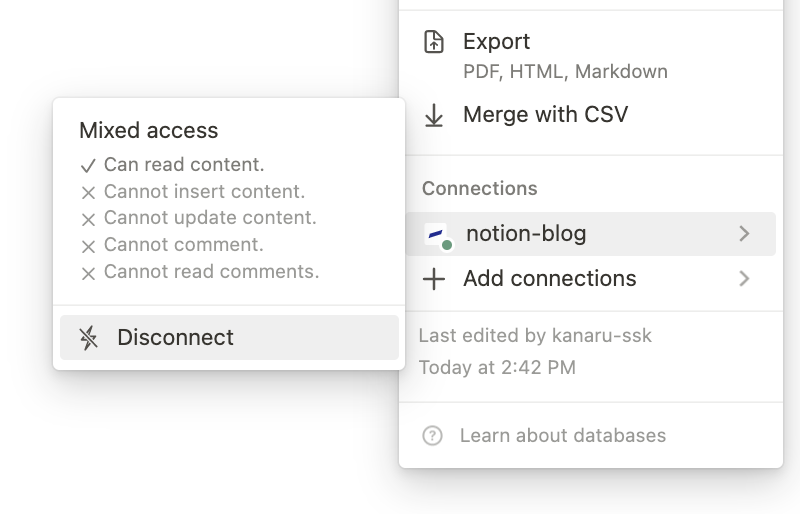 Export
PDF, HTML, Markdown
Merge with CSV
Connections
notion-blog
Add connections
Last edited by kanaru-ssk
Today at 2:42 PM
Learn about databases
Mixed access
Can read content.
Cannot insert content.
Cannot update content.
Cannot comment.
Cannot read comments.
Disconnect